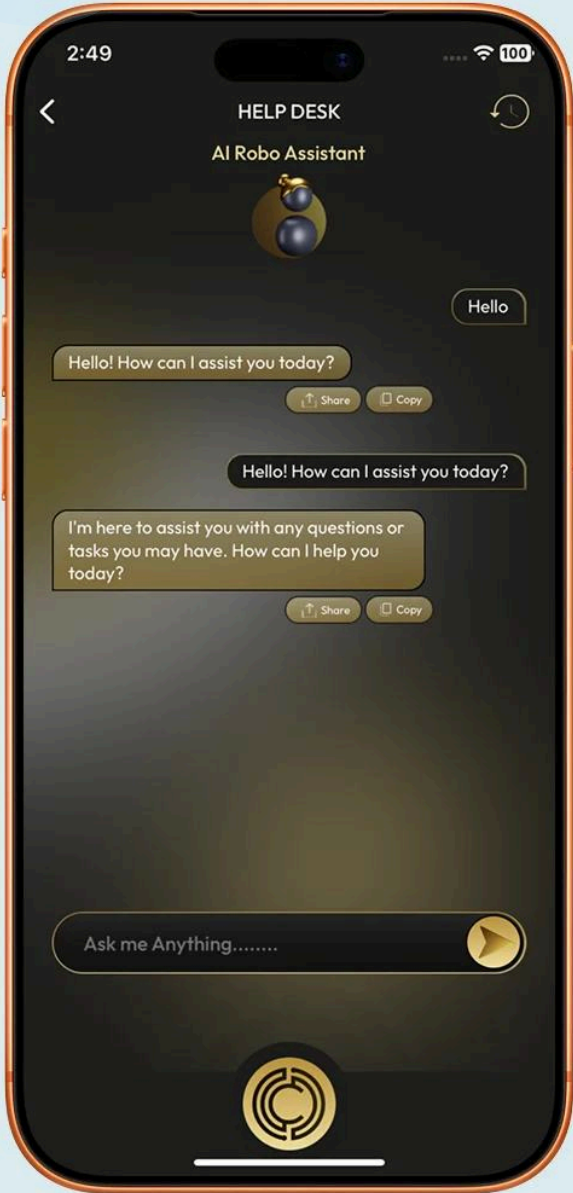 2:49
100
HELP DESK
AI Robo Assistant
Hello
Hello! How can I assist you today?
Share
Copy
Hello! How can I assist you today?
I'm here to assist you with any questions or
tasks you may have. How can I help you
today?
Share
Copy
Ask me Anything........